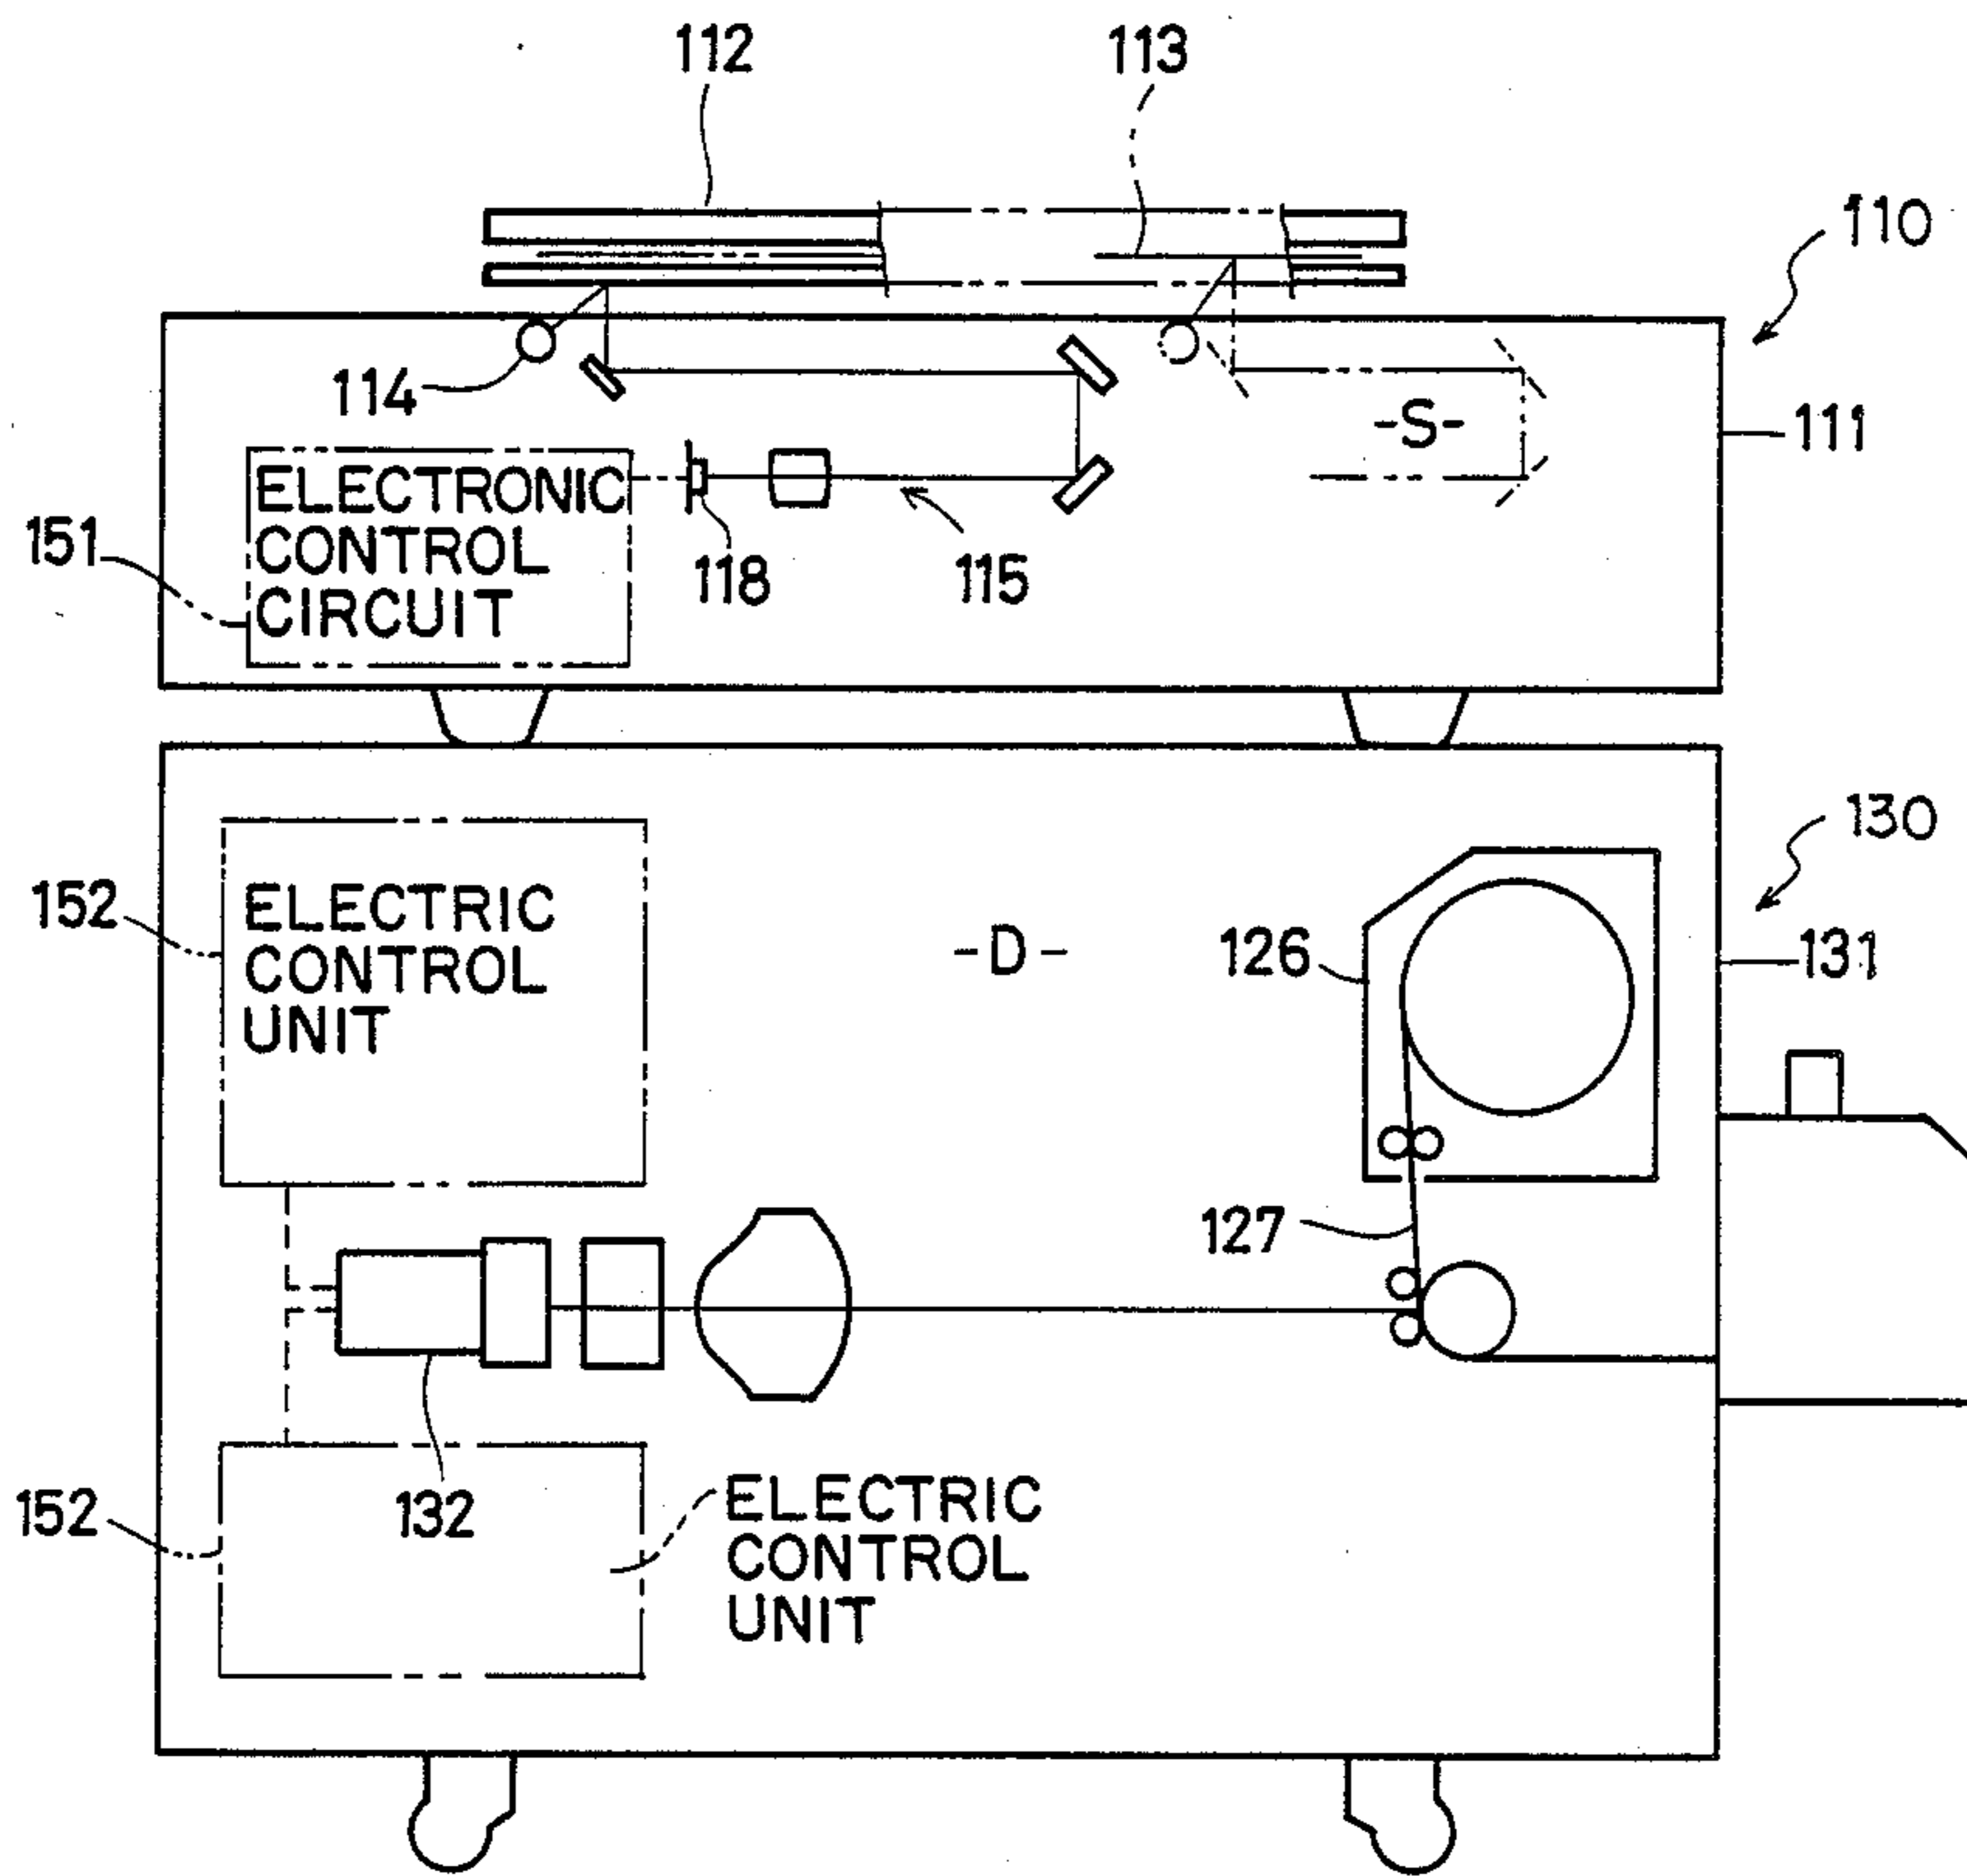 112
113
110
114
-S-
111
ELECTRONIC
CONTROL
CIRCUIT
151
118
115
130
152
ELECTRIC
CONTROL
UNIT
-D-
126
131
127
152
132
ELECTRIC
CONTROL
UNIT